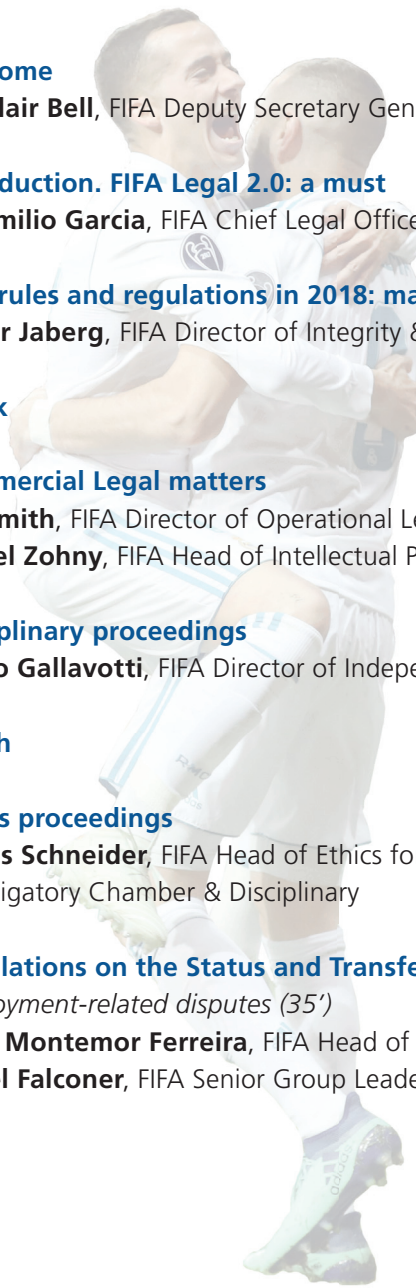 ome
lair Bell, FIFA Deputy Secretary Gen
duction. FIFA Legal 2.0: a must
milio Garcia, FIFA Chief Legal Office
rules and regulations in 2018: ma
r Jaberg, FIFA Director of Integrity &
k
mercial Legal matters
mith, FIFA Director of Operational Le
el Zohny, FIFA Head of Intellectual P
plinary proceedings
o Gallavotti, FIFA Director of Indepe
h
s proceedings
s Schneider, FIFA Head of Ethics fo
igatory Chamber & Disciplinary
lations on the Status and Transfe
oyment-related disputes (35’)
Montemor Ferreira, FIFA Head of
el Falconer, FIFA Senior Group Leade
adidas